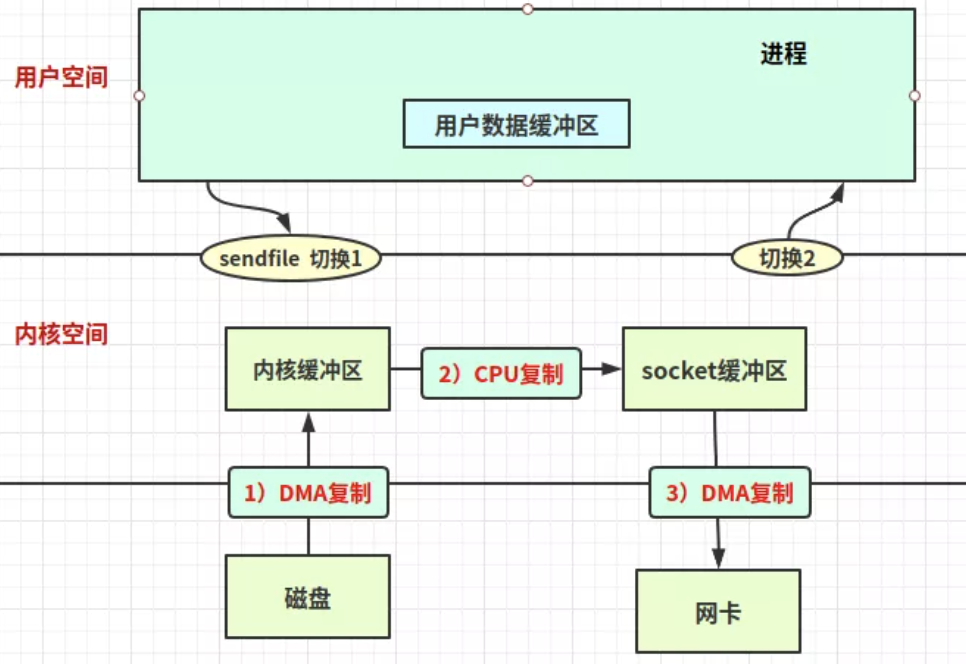 进程
用户空间
用户数据缓冲区
sendfile 切换1
切换2
内核空间
内核缓冲区
2）CPU复制
socket缓冲区
1）DMA复制
3）DMA复制
磁盘
网卡